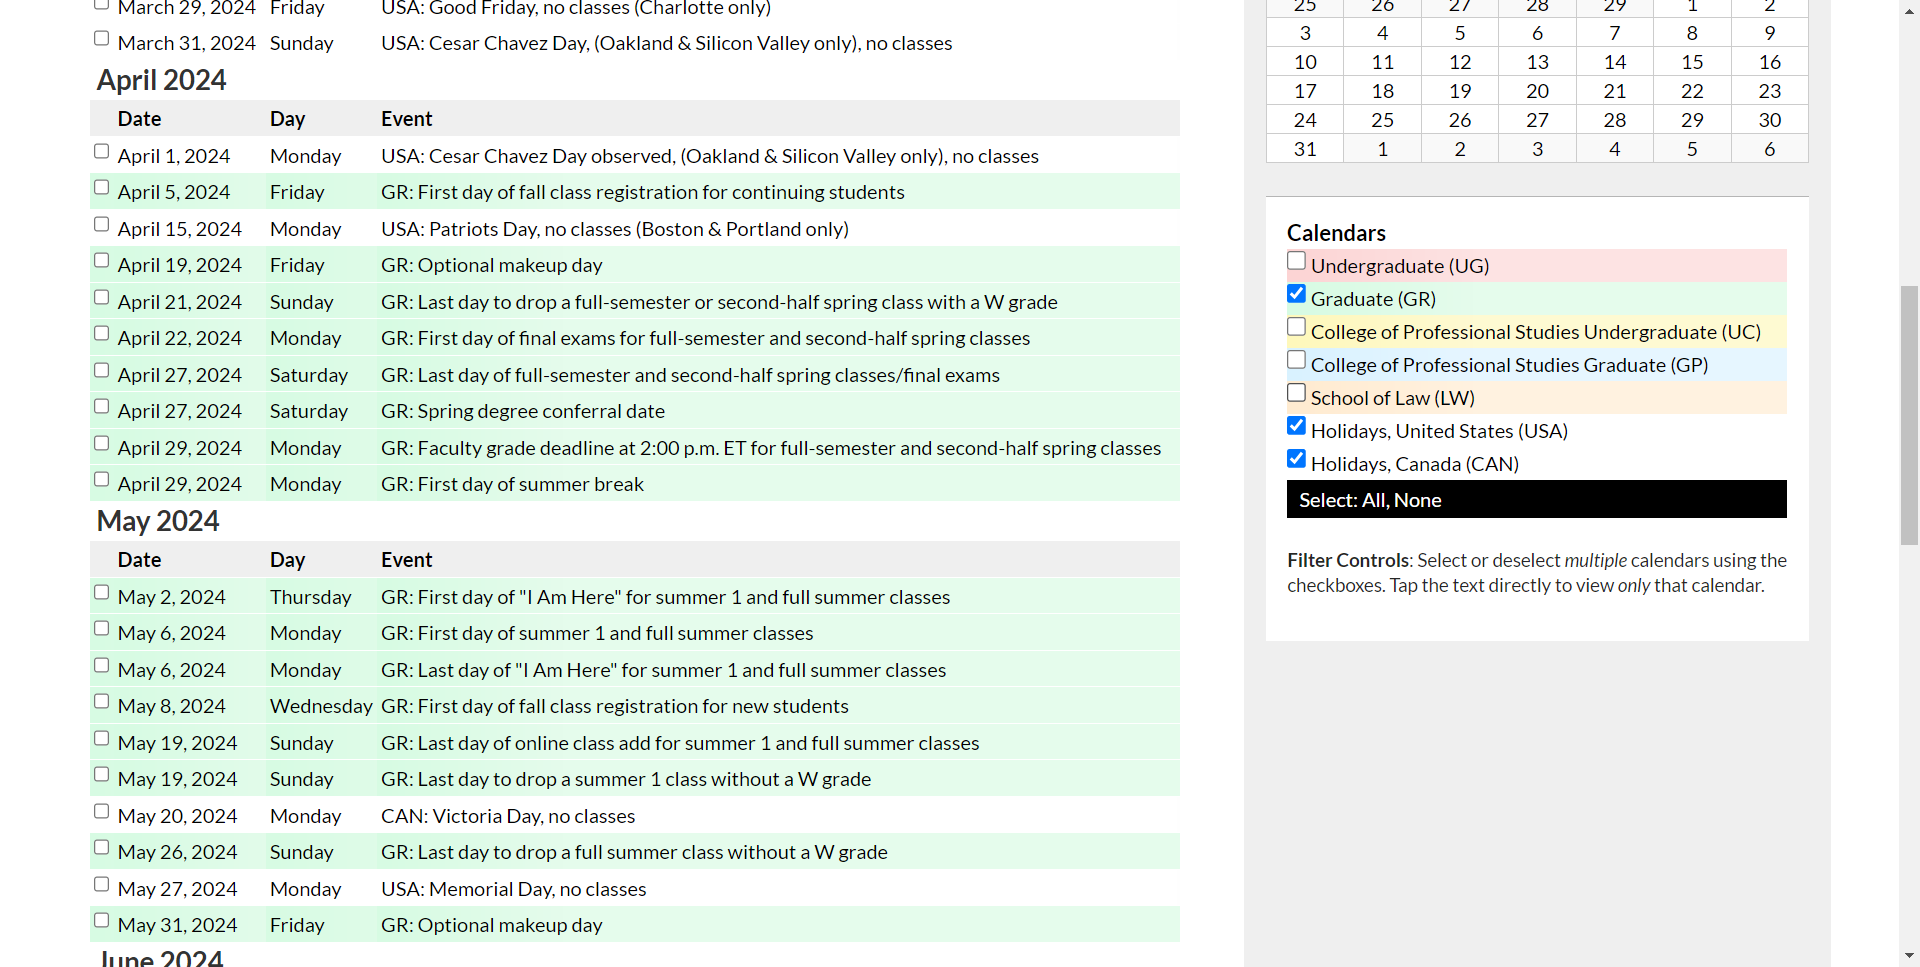 March 29, 2024 Friday USA: Good Friday, no classes (Charlotte only)
March 31, 2024 Sunday USA: Cesar Chavez Day, (Oakland & Silicon Valley only), no classes
April 2024
Date Day Event
April 1, 2024 Monday USA: Cesar Chavez Day observed, (Oakland & Silicon Valley only), no classes
April 5, 2024 Friday GR: First day of fall class registration for continuing students
April 15, 2024 Monday USA: Patriots Day, no classes (Boston & Portland only)
April 19, 2024 Friday GR: Optional makeup day
April 21, 2024 Sunday GR: Last day to drop a full-semester or second-half spring class with a W grade
April 22, 2024 Monday GR: First day of final exams for full-semester and second-half spring classes
April 27, 2024 Saturday GR: Last day of full-semester and second-half spring classes/final exams
April 27, 2024 Saturday GR: Spring degree conferral date
April 29, 2024 Monday GR: Faculty grade deadline at 2:00 p.m. ET for full-semester and second-half spring classes
April 29, 2024 Monday GR: First day of summer break
May 2024
Date Day Event
May 2, 2024 Thursday GR: First day of "I Am Here" for summer 1 and full summer classes
May 6, 2024 Monday GR: First day of summer 1 and full summer classes
May 6, 2024 Monday GR: Last day of "I Am Here" for summer 1 and full summer classes
May 8, 2024 Wednesday GR: First day of fall class registration for new students
May 19, 2024 Sunday GR: Last day of online class add for summer 1 and full summer classes
May 19, 2024 Sunday GR: Last day to drop a summer 1 class without a W grade
May 20, 2024 Monday CAN: Victoria Day, no classes
May 26, 2024 Sunday GR: Last day to drop a full summer class without a W grade
May 27, 2024 Monday USA: Memorial Day, no classes
May 31, 2024 Friday GR: Optional makeup day
June 2024
25 26 27 28 29 1 2
3 4 5 6 7 8 9
10 11 12 13 14 15 16
17 18 19 20 21 22 23
24 25 26 27 28 29 30
31 1 2 3 4 5 6
Calendars
Undergraduate (UG)
Graduate (GR)
College of Professional Studies Undergraduate (UC)
College of Professional Studies Graduate (GP)
School of Law (LW)
Holidays, United States (USA)
Holidays, Canada (CAN)
Select: All, None
Filter Controls: Select or deselect multiple calendars using the
checkboxes. Tap the text directly to view only that calendar.